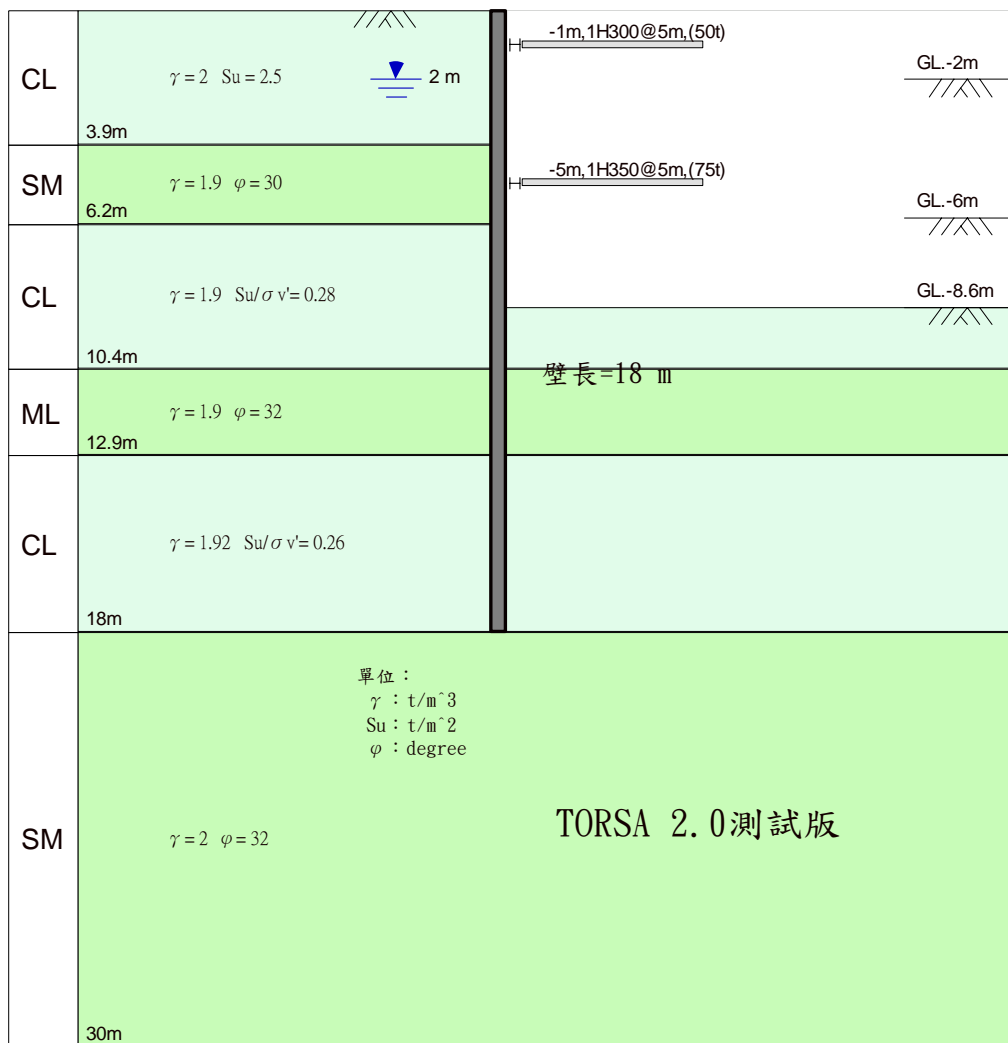 -1m,1H300@5m,(50t)
GL.-2m
CL
γ = 2 Su = 2.5
2 m
3.9m
SM
γ = 1.9 φ = 30
-5m,1H350@5m,(75t)
GL.-6m
6.2m
CL
γ = 1.9 Su/σ v'= 0.28
GL.-8.6m
10.4m
壁長=18 m
ML
γ = 1.9 φ = 32
12.9m
CL
γ = 1.92 Su/σ v'= 0.26
18m
單位：
γ：t/m^3
Su：t/m^2
φ：degree
SM
γ = 2 φ = 32
TORSA 2.0測試版
30m